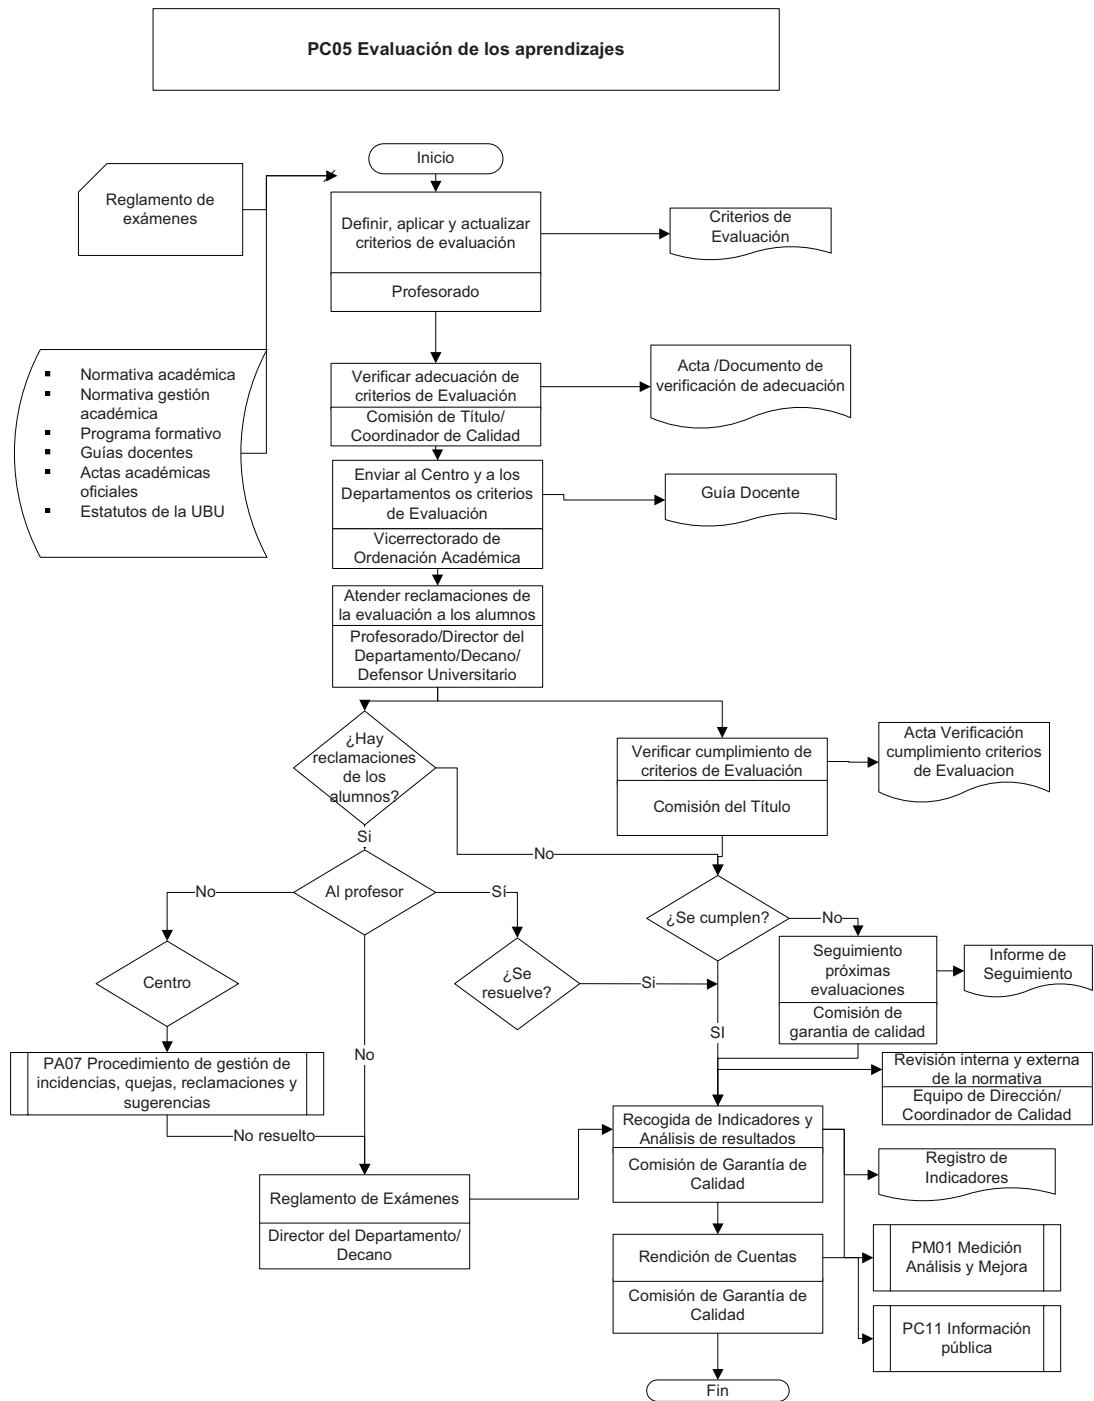 PC05 Evaluación de los aprendizajes
Inicio
Reglamento de
exámenes
Definir, aplicar y actualizar
criterios de evaluación
Profesorado
Criterios de
Evaluación
▪ Normativa académica
▪ Normativa gestión
académica
▪ Programa formativo
▪ Guías docentes
▪ Actas académicas
oficiales
▪ Estatutos de la UBU
Verificar adecuación de
criterios de Evaluación
Comisión de Título/
Coordinador de Calidad
Acta /Documento de
verificación de adecuación
Enviar al Centro y a los
Departamentos os criterios
de Evaluación
Vicerrectorado de
Ordenación Académica
Guía Docente
Atender reclamaciones de
la evaluación a los alumnos
Profesorado/Director del
Departamento/Decano/
Defensor Universitario
¿Hay
reclamaciones
de los
alumnos?
Verificar cumplimiento de
criterios de Evaluación
Comisión del Título
Acta Verificación
cumplimiento criterios
de Evaluacion
Si
No
No
Al profesor
Sí
¿Se cumplen?
No
Centro
¿Se
resuelve?
Si
Seguimiento
próximas
evaluaciones
Comisión de
garantia de calidad
Informe de
Seguimiento
SI
No
PA07 Procedimiento de gestión de
incidencias, quejas, reclamaciones y
sugerencias
Revisión interna y externa
de la normativa
Equipo de Dirección/
Coordinador de Calidad
No resuelto
Recogida de Indicadores y
Análisis de resultados
Comisión de Garantía de
Calidad
Registro de
Indicadores
Reglamento de Exámenes
Director del Departamento/
Decano
Rendición de Cuentas
Comisión de Garantía de
Calidad
PM01 Medición
Análisis y Mejora
PC11 Información
pública
Fin